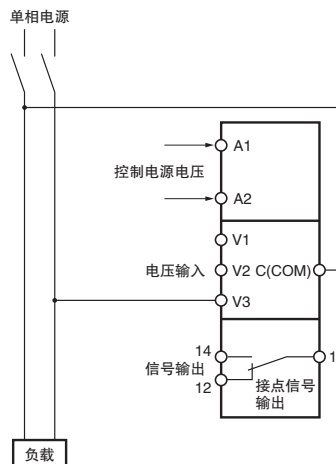 单相电源
A1
控制电源电压
A2
V1
电压输入 V2 C(COM)
V3
14
信号输出
12
接点信号
输出
负载